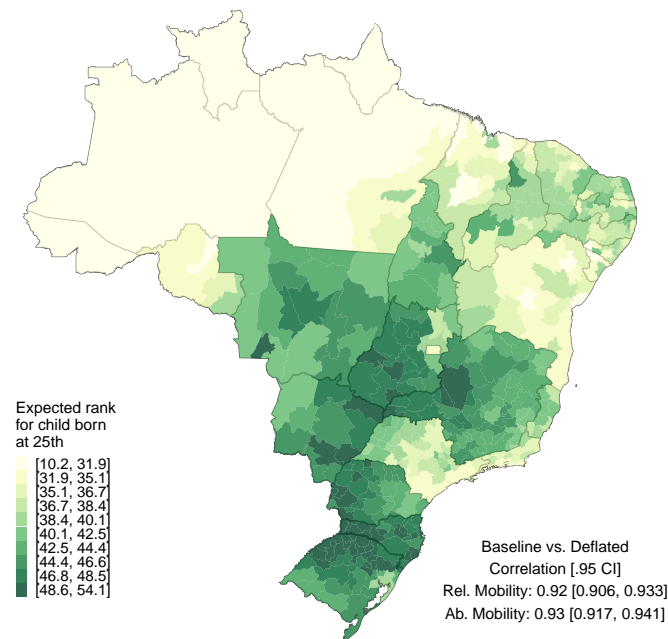 Expected rank
for child born
at 25th
[10.2, 31.9]
[31.9, 35.1]
[35.1, 36.7]
[36.7, 38.4]
[38.4, 40.1]
[40.1, 42.5]
[42.5, 44.4]
[44.4, 46.6]
[46.8, 48.5]
[48.6, 54.1]
Baseline vs. Deflated
Correlation [.95 CI]
Rel. Mobility: 0.92 [0.906, 0.933]
Ab. Mobility: 0.93 [0.917, 0.941]